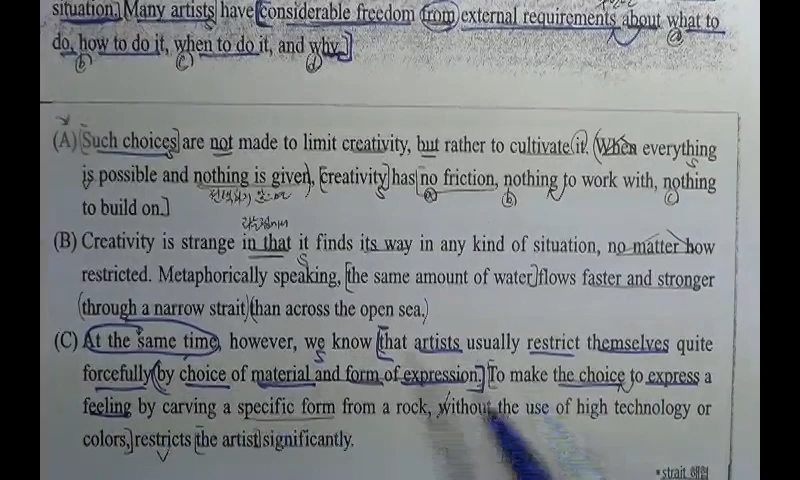 situation. Many artists have considerable freedom from external requirements about what to
do, how to do it, when to do it, and why.
ⓐ
ⓑ ⓒ ⓓ
(A) Such choices are not made to limit creativity, but rather to cultivate it. When everything
is possible and nothing is given, creativity has no friction, nothing to work with, nothing
ⓐ ⓑ ⓒ
to build on.
(B) Creativity is strange in that it finds its way in any kind of situation, no matter how
restricted. Metaphorically speaking, the same amount of water flows faster and stronger
through a narrow strait than across the open sea.
(C) At the same time, however, we know that artists usually restrict themselves quite
forcefully by choice of material and form of expression. To make the choice to express a
feeling by carving a specific form from a rock, without the use of high technology or
colors, restricts the artist significantly.
*strait 해협